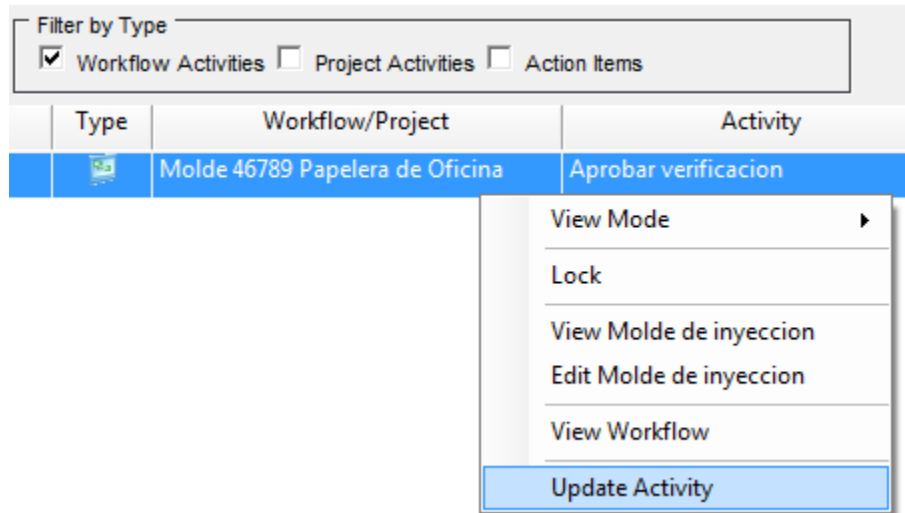 Filter by Type
Workflow Activities Project Activities Action Items
Type Workflow/Project Activity
Molde 46789 Papelera de Oficina Aprobar verificacion
View Mode
Lock
View Molde de inyeccion
Edit Molde de inyeccion
View Workflow
Update Activity